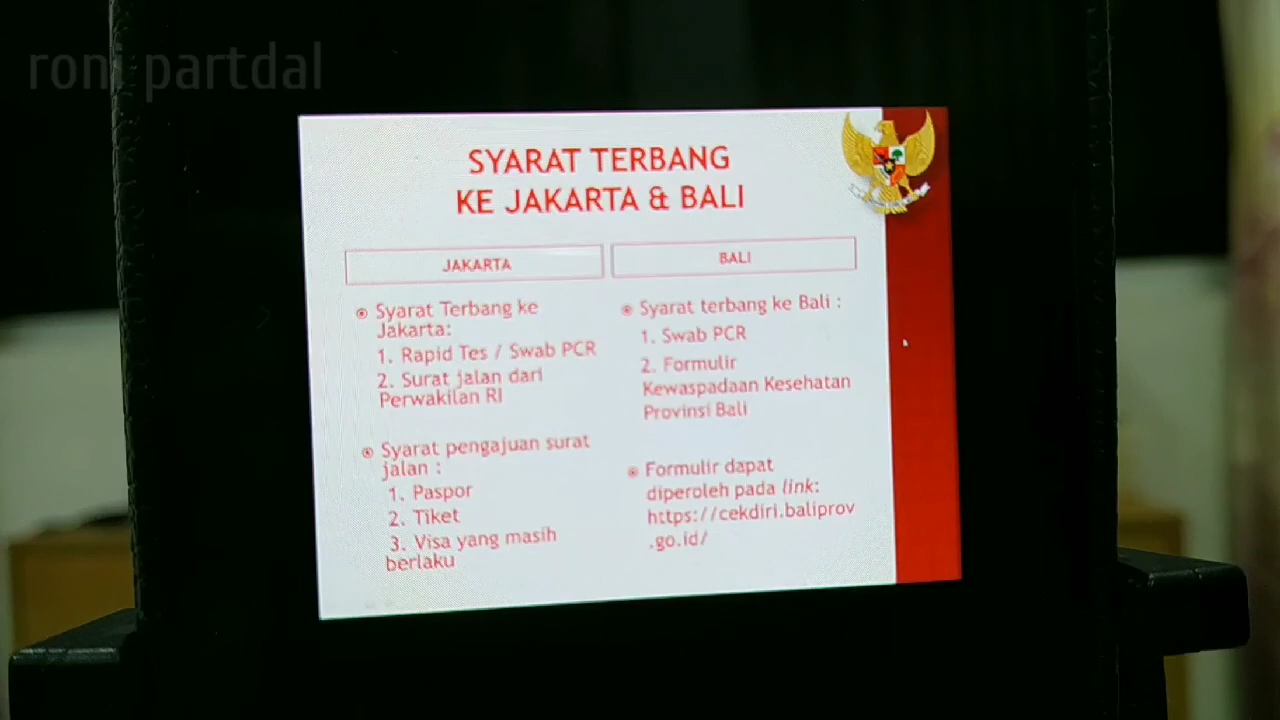 roni partdal
SYARAT TERBANG
KE JAKARTA & BALI
JAKARTA
Syarat Terbang ke
Jakarta:
1. Rapid Tes / Swab PCR
2. Surat jalan dari
Perwakilan RI
Syarat pengajuan surat
jalan :
1. Paspor
2. Tiket
3. Visa yang masih
berlaku
BALI
Syarat terbang ke Bali :
1. Swab PCR
2. Formulir
Kewaspadaan Kesehatan
Provinsi Bali
Formulir dapat
diperoleh pada link:
https://cekdiri.baliprov
.go.id/